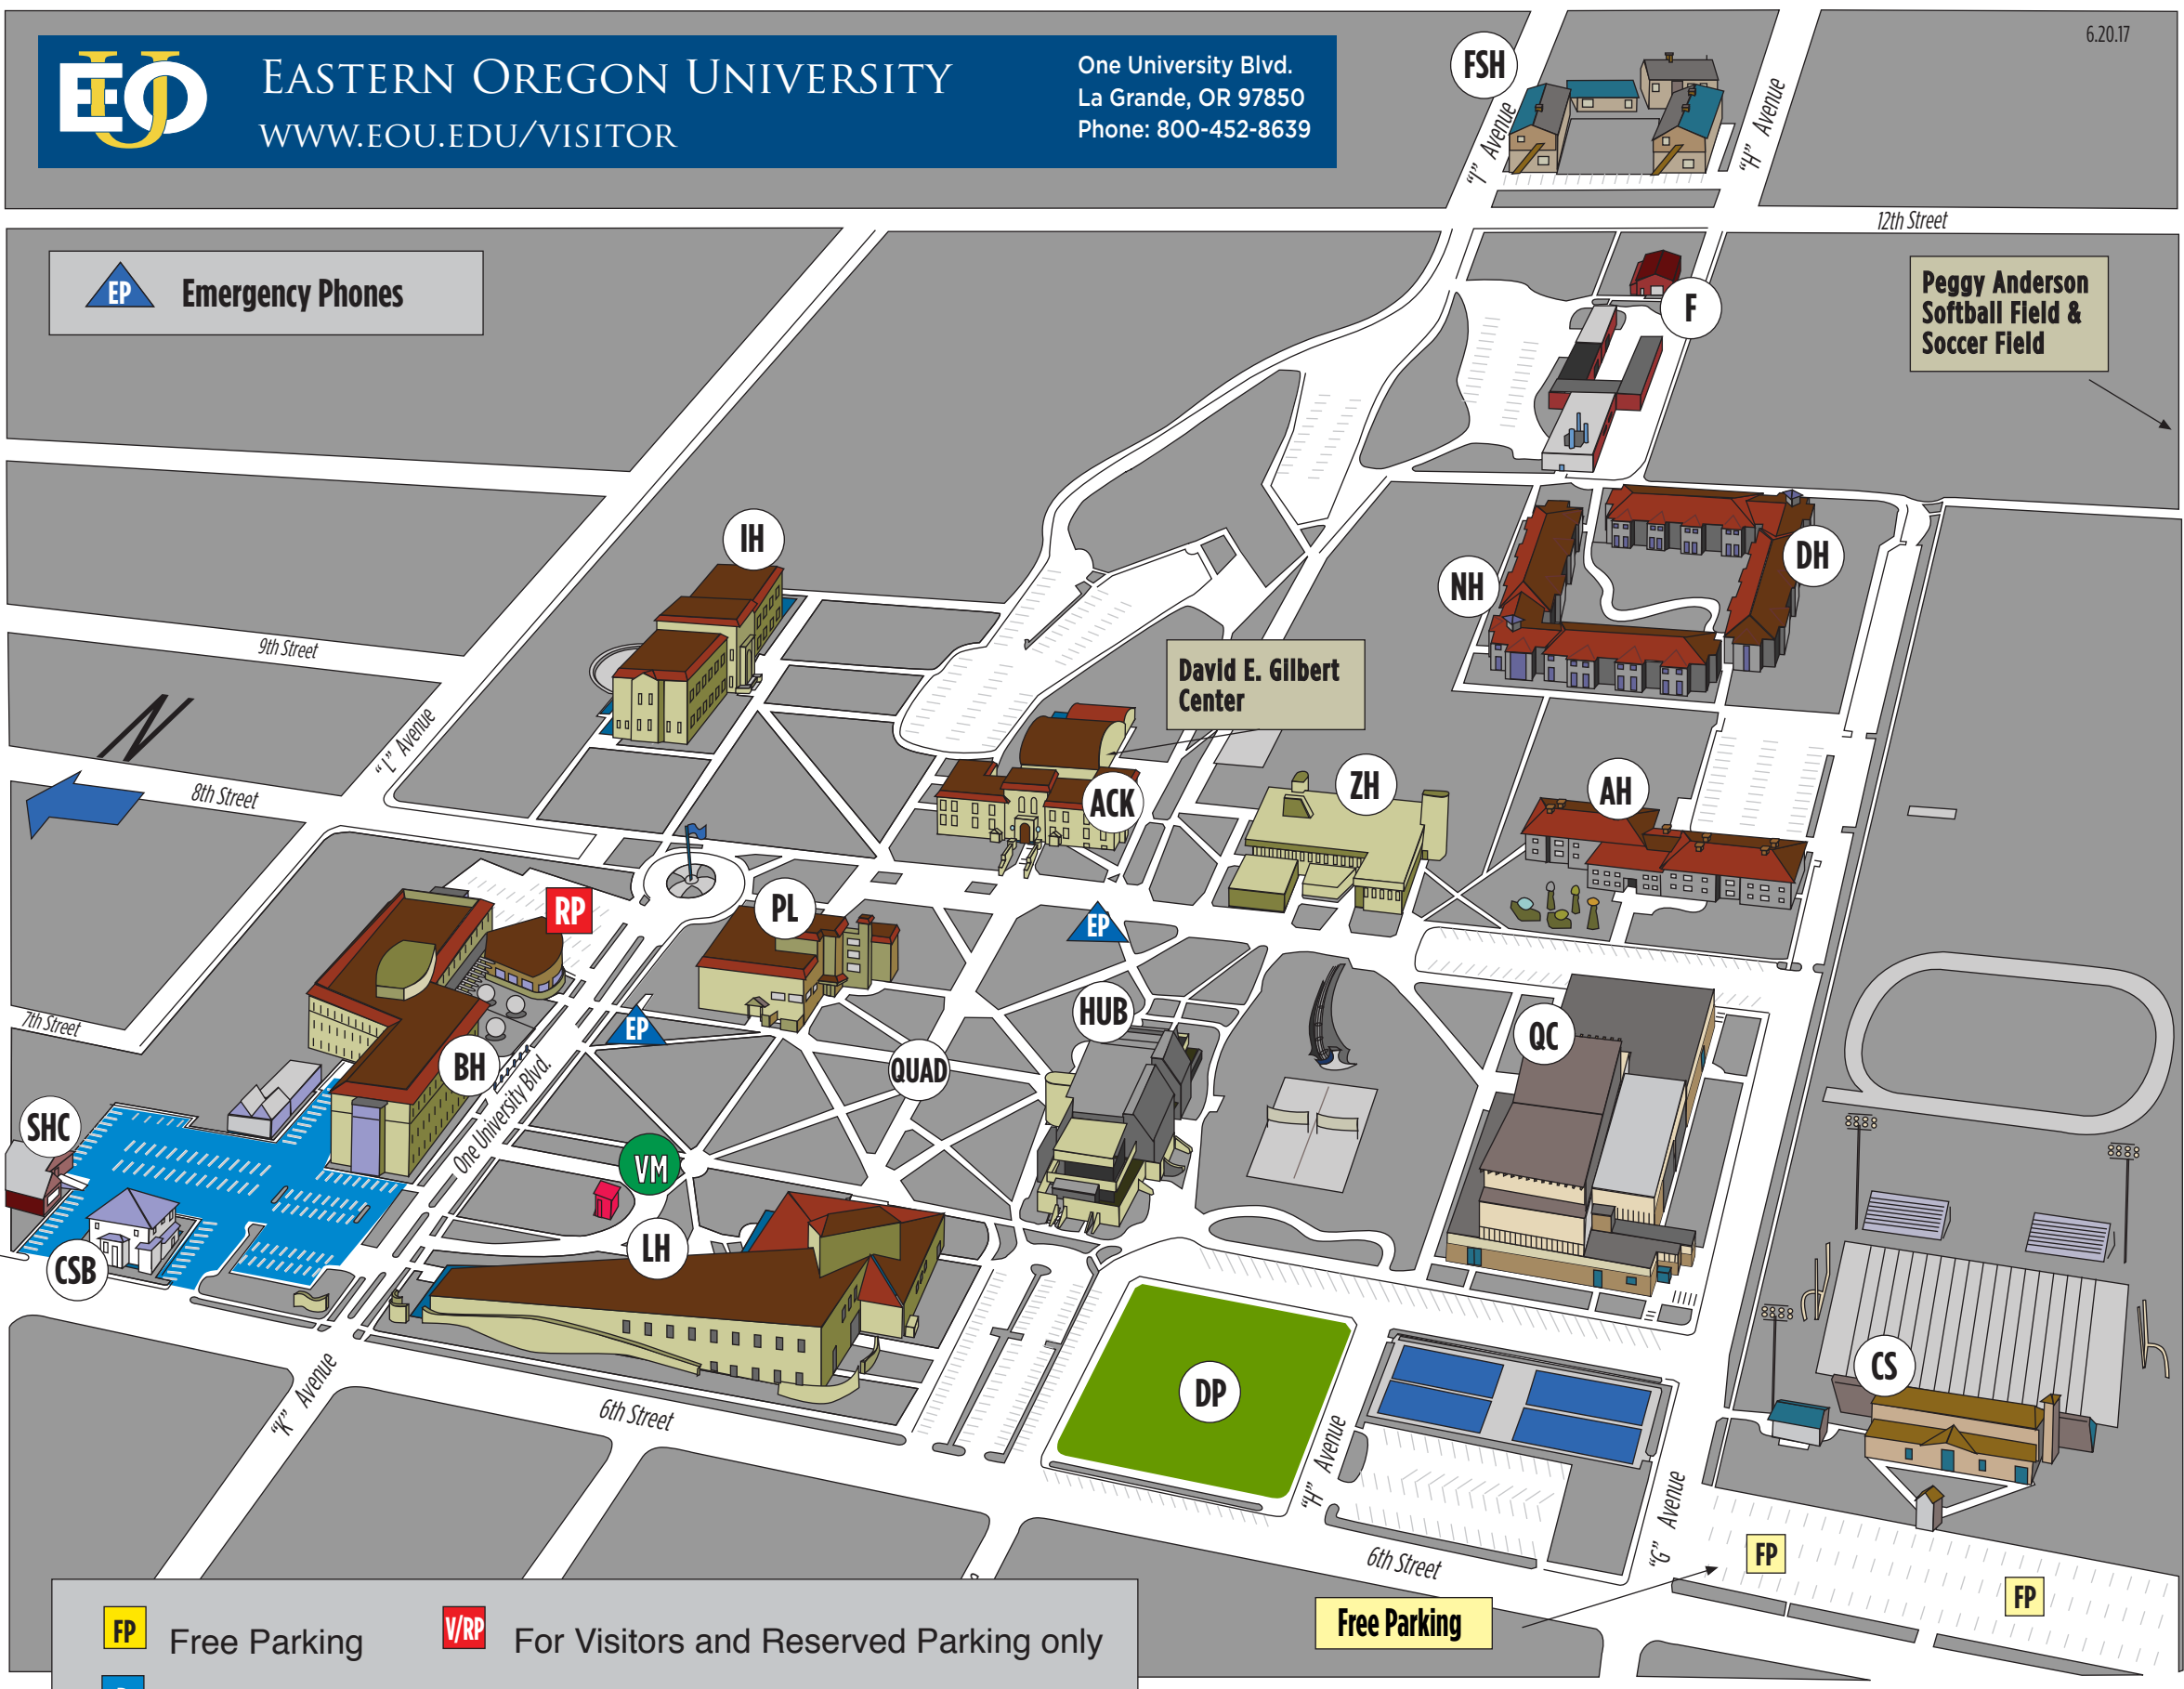 EOU
EASTERN OREGON UNIVERSITY
WWW.EOU.EDU/VISITOR
One University Blvd.
La Grande, OR 97850
Phone: 800-452-8639
6.20.17
FSH
"I" Avenue
"H" Avenue
12th Street
EP
Emergency Phones
F
Peggy Anderson
Softball Field &
Soccer Field
IH
NH
DH
9th Street
David E. Gilbert
Center
N
"L" Avenue
8th Street
ACK
ZH
AH
RP
PL
EP
7th Street
EP
HUB
QC
BH
QUAD
One University Blvd.
SHC
VM
LH
CSB
DP
CS
"K" Avenue
6th Street
"H" Avenue
"G" Avenue
6th Street
FP
FP
Free Parking
FP
Free Parking
V/RP
For Visitors and Reserved Parking only